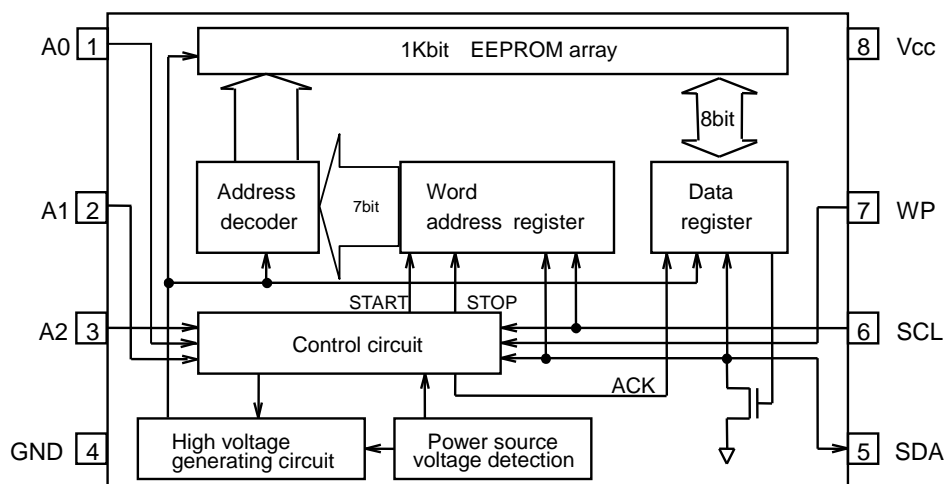 A0 1
1Kbit EEPROM array
8 Vcc
8bit
A1 2
Address
decoder
7bit
Word
address register
Data
register
7 WP
START
STOP
A2 3
Control circuit
6 SCL
ACK
GND 4
High voltage
generating circuit
Power source
voltage detection
5 SDA